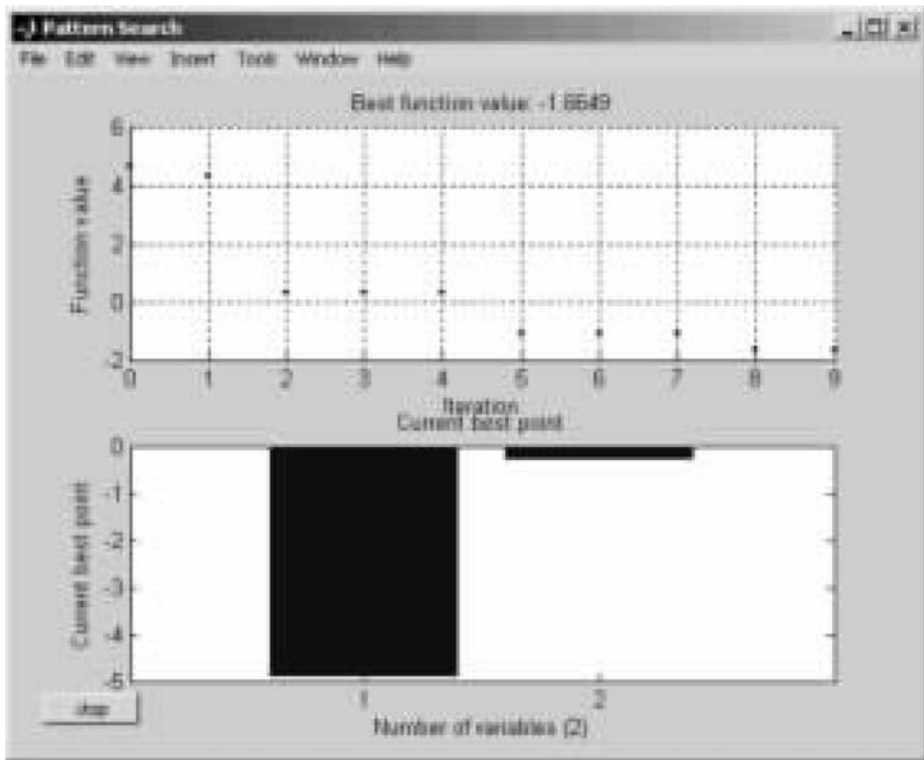 Pattern Search
File Edit View Insert Tools Window Help
Best function value: -1.6649
6
4
2
0
-2
Function value
0 1 2 3 4 5 6 7 8 9
Iteration
Current best point
0
-1
-2
-3
-4
-5
Current best point
1 2
Number of variables (2)
stop